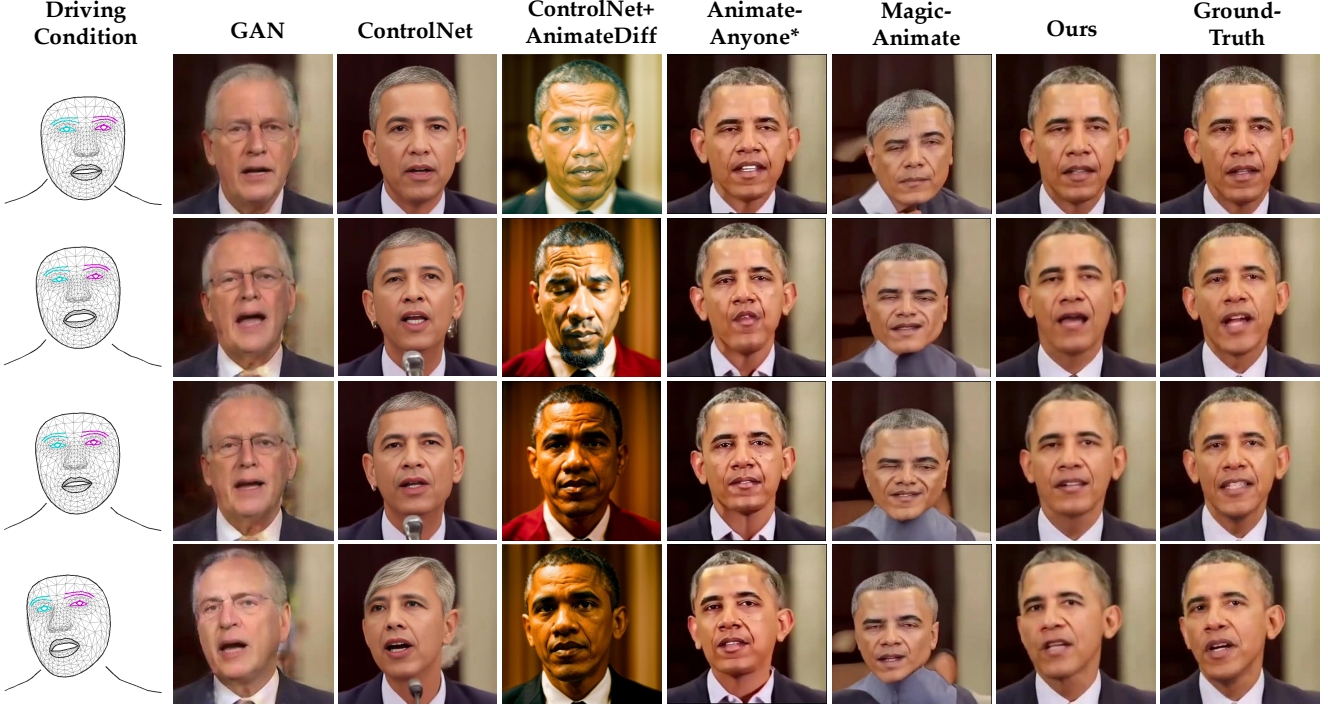 Driving
Condition
GAN
ControlNet
ControlNet+
AnimateDiff
Animate-
Anyone*
Magic-
Animate
Ours
Ground-
Truth